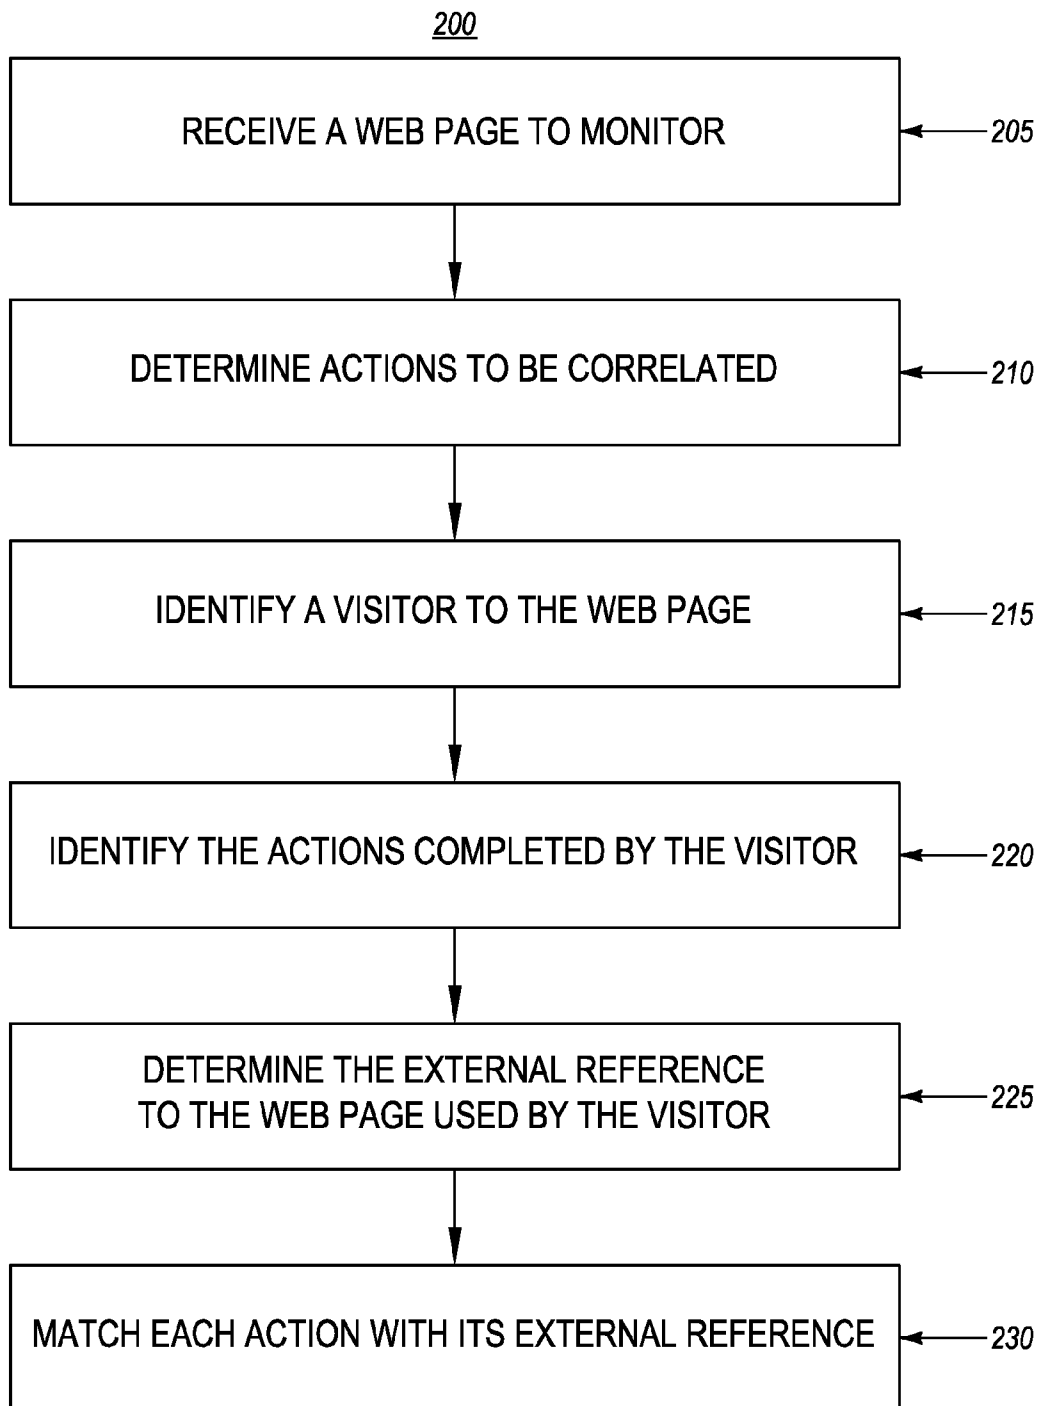 200
RECEIVE A WEB PAGE TO MONITOR
205
DETERMINE ACTIONS TO BE CORRELATED
210
IDENTIFY A VISITOR TO THE WEB PAGE
215
IDENTIFY THE ACTIONS COMPLETED BY THE VISITOR
220
DETERMINE THE EXTERNAL REFERENCE
TO THE WEB PAGE USED BY THE VISITOR
225
MATCH EACH ACTION WITH ITS EXTERNAL REFERENCE
230